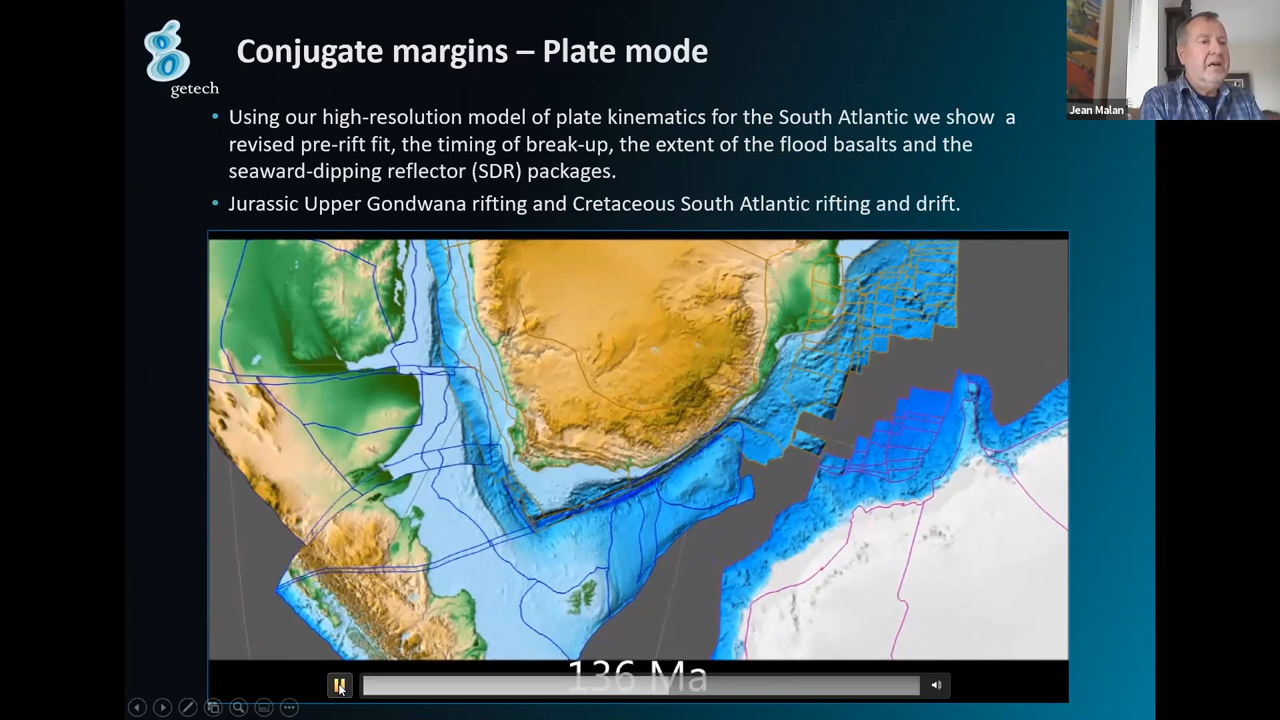 Conjugate margins – Plate mode
getech
Jean Malan
• Using our high-resolution model of plate kinematics for the South Atlantic we show a
revised pre-rift fit, the timing of break-up, the extent of the flood basalts and the
seaward-dipping reflector (SDR) packages.
• Jurassic Upper Gondwana rifting and Cretaceous South Atlantic rifting and drift.
136 Ma